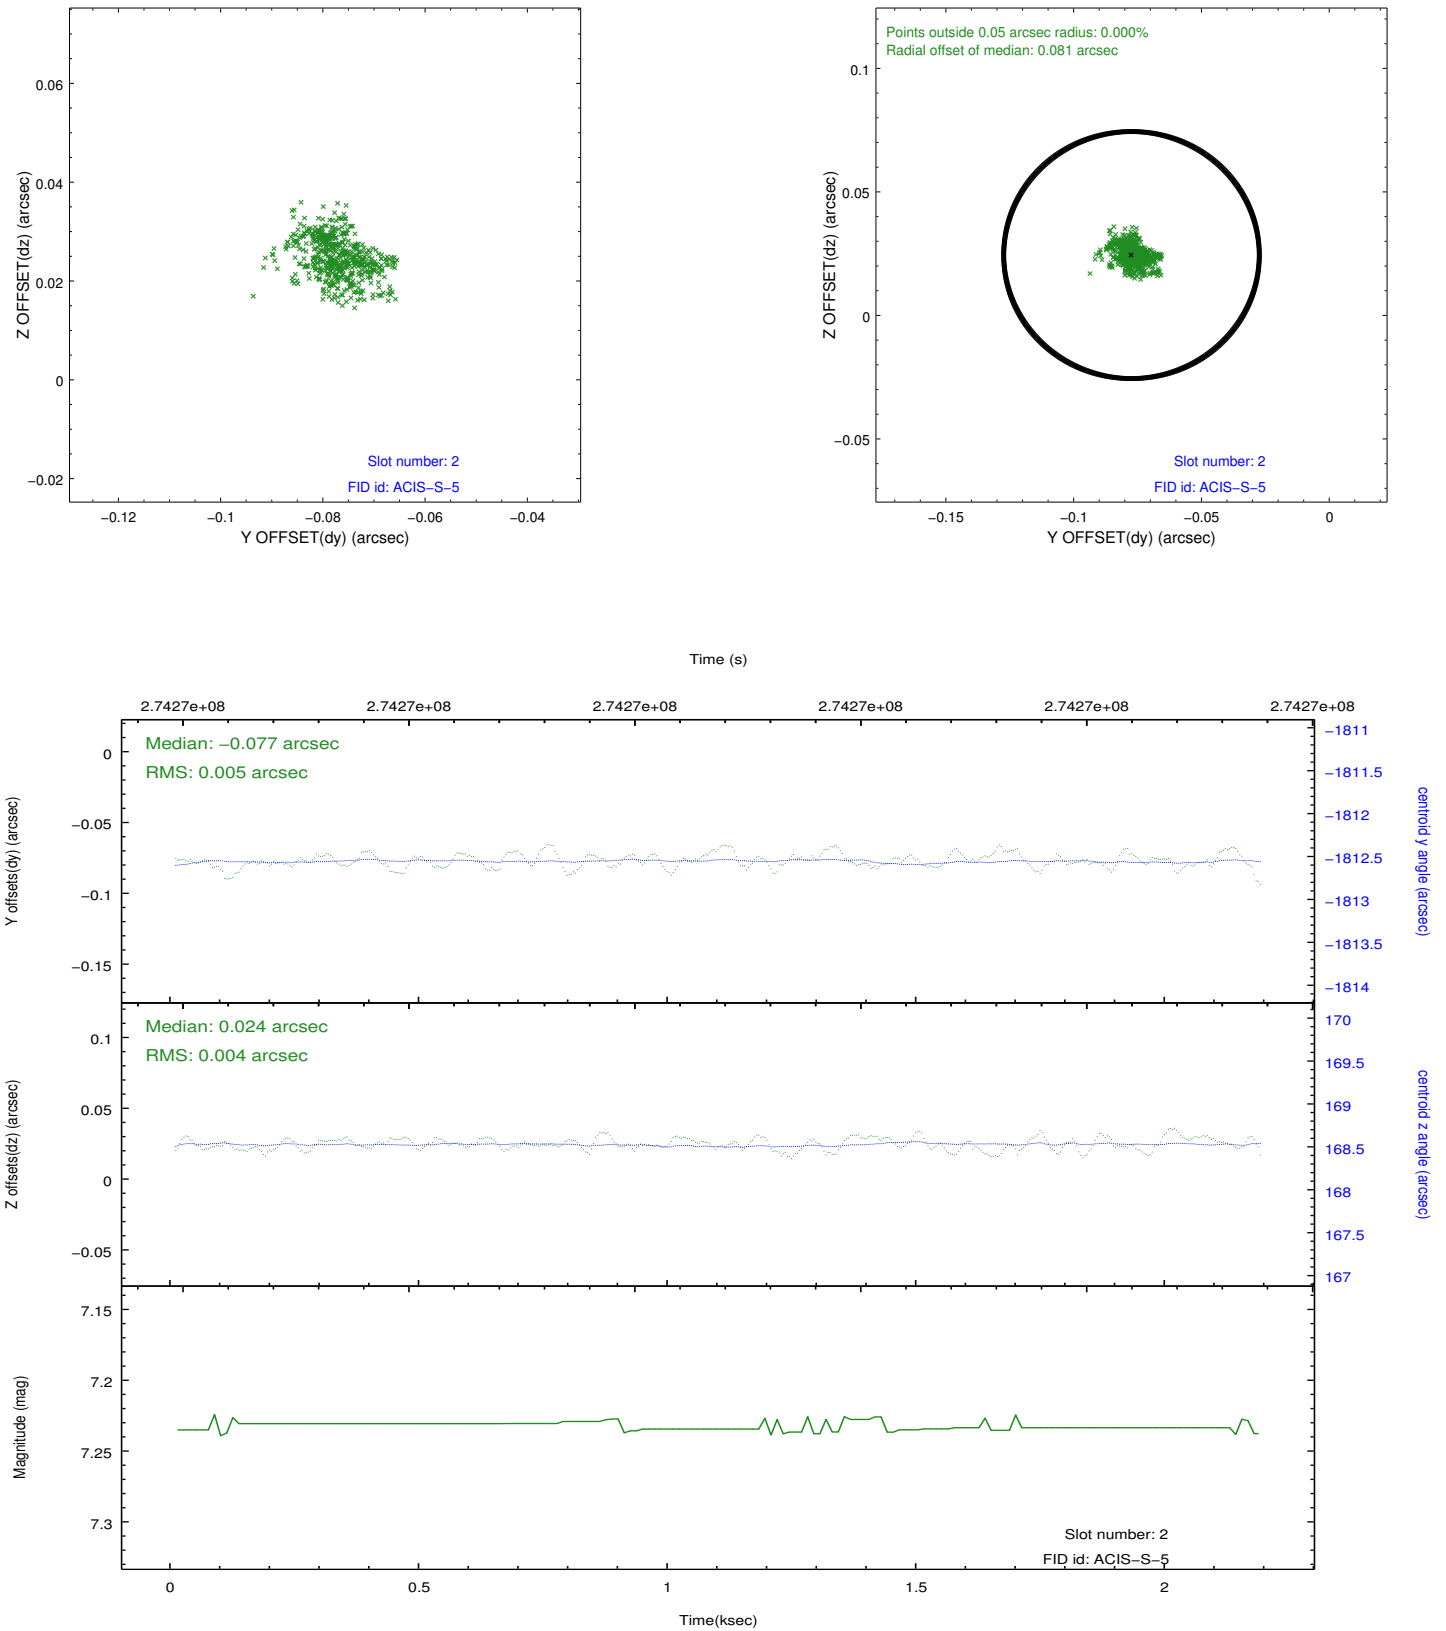 0.06
0.04
0.02
0
−0.02
Z OFFSET(dz) (arcsec)
Slot number: 2
FID id: ACIS−S−5
−0.12
−0.1
−0.08
−0.06
−0.04
Y OFFSET(dy) (arcsec)
Points outside 0.05 arcsec radius: 0.000%
Radial offset of median: 0.081 arcsec
0.1
0.05
0
−0.05
Z OFFSET(dz) (arcsec)
Slot number: 2
FID id: ACIS−S−5
−0.15
−0.1
−0.05
0
Y OFFSET(dy) (arcsec)
Time (s)
2.7427e+08
2.7427e+08
2.7427e+08
2.7427e+08
2.7427e+08
2.7427e+08
Median: −0.077 arcsec
RMS: 0.005 arcsec
0
−0.05
−0.1
−0.15
Y offsets(dy) (arcsec)
−1811
−1811.5
−1812
−1812.5
−1813
−1813.5
−1814
centroid y angle (arcsec)
Median: 0.024 arcsec
RMS: 0.004 arcsec
0.1
0.05
0
−0.05
Z offsets(dz) (arcsec)
170
169.5
169
168.5
168
167.5
167
centroid z angle (arcsec)
7.15
7.2
7.25
7.3
Magnitude (mag)
Slot number: 2
FID id: ACIS−S−5
0
0.5
1
1.5
2
Time(ksec)